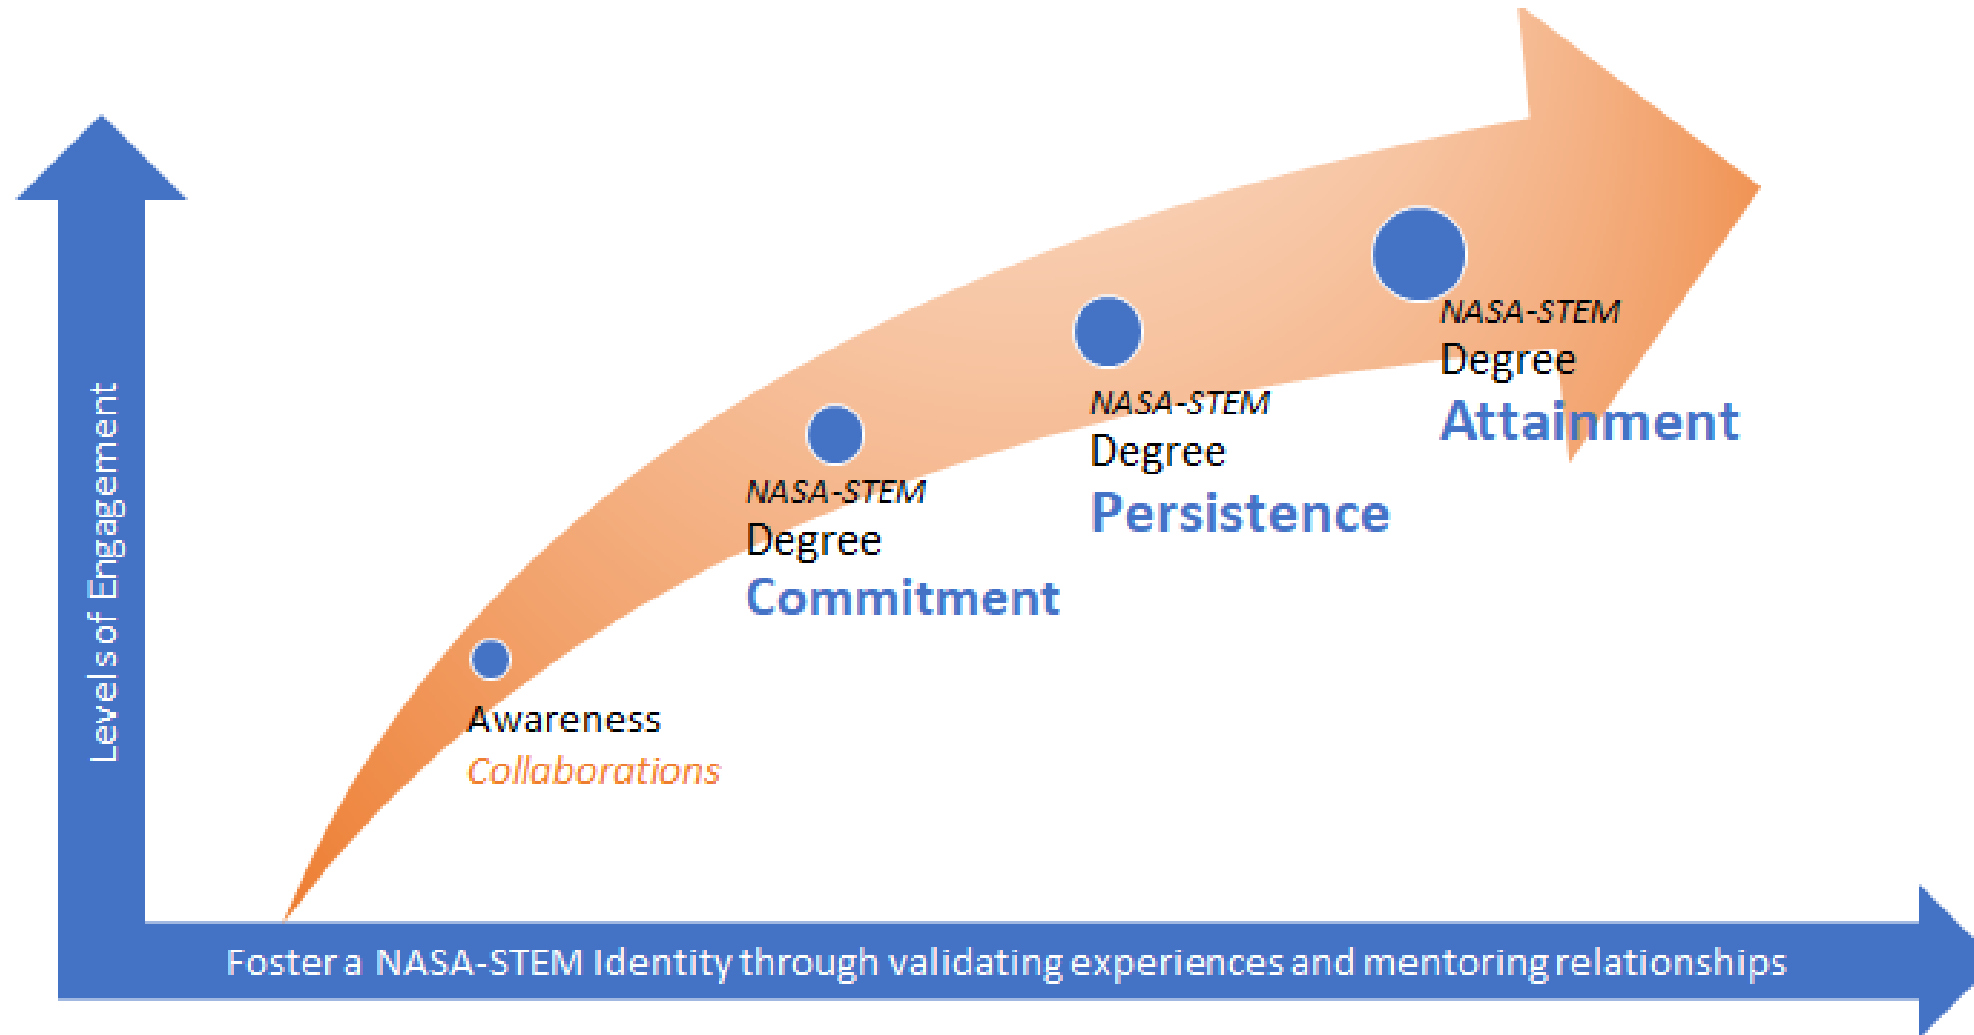 Levels of Engagement
NASA-STEM
Degree
Attainment
NASA-STEM
Degree
Persistence
NASA-STEM
Degree
Commitment
Awareness
Collaborations
Foster a NASA-STEM Identity through validating experiences and mentoring relationships